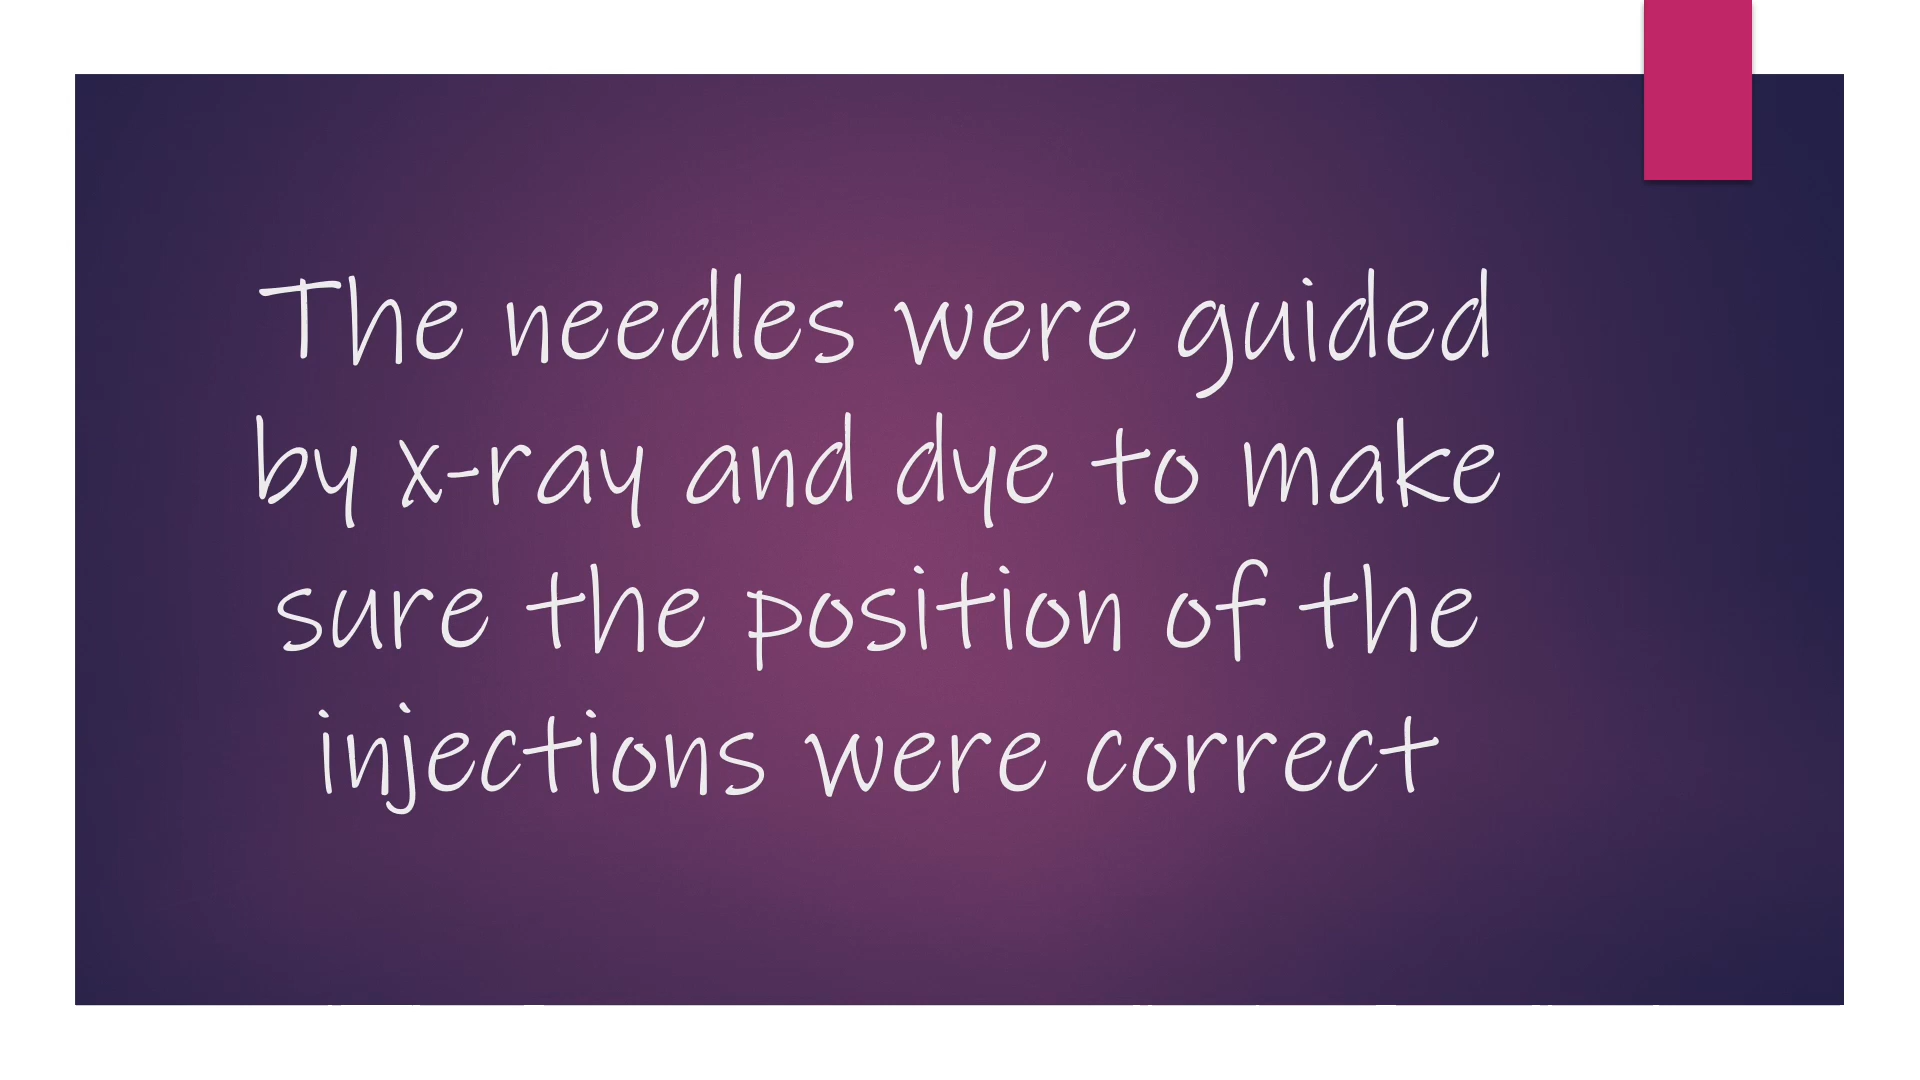 The needles were guided
by x-ray and dye to make
sure the position of the
injections were correct